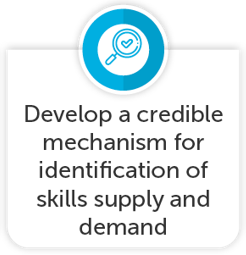 Develop a credible
mechanism for
identification of
skills supply and
demand